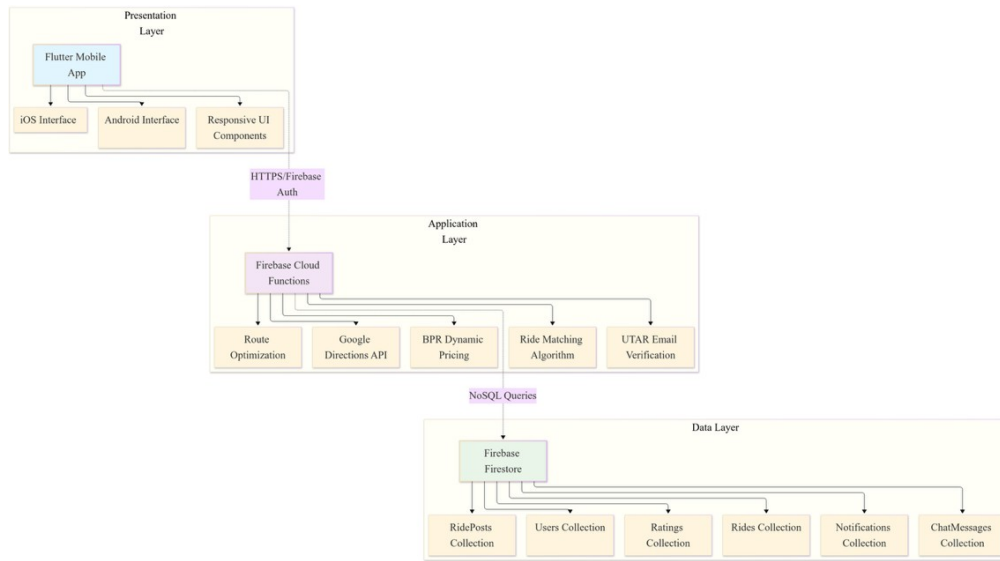 Presentation
Layer
Flutter Mobile
App
iOS Interface
Android Interface
Responsive UI
Components
HTTPS/Firebase
Auth
Application
Layer
Firebase Cloud
Functions
Route
Optimization
Google
Directions API
BPR Dynamic
Pricing
Ride Matching
Algorithm
UTAR Email
Verification
NoSQL Queries
Data Layer
Firebase
Firestore
RidePosts
Collection
Users Collection
Ratings
Collection
Rides Collection
Notifications
Collection
ChatMessages
Collection